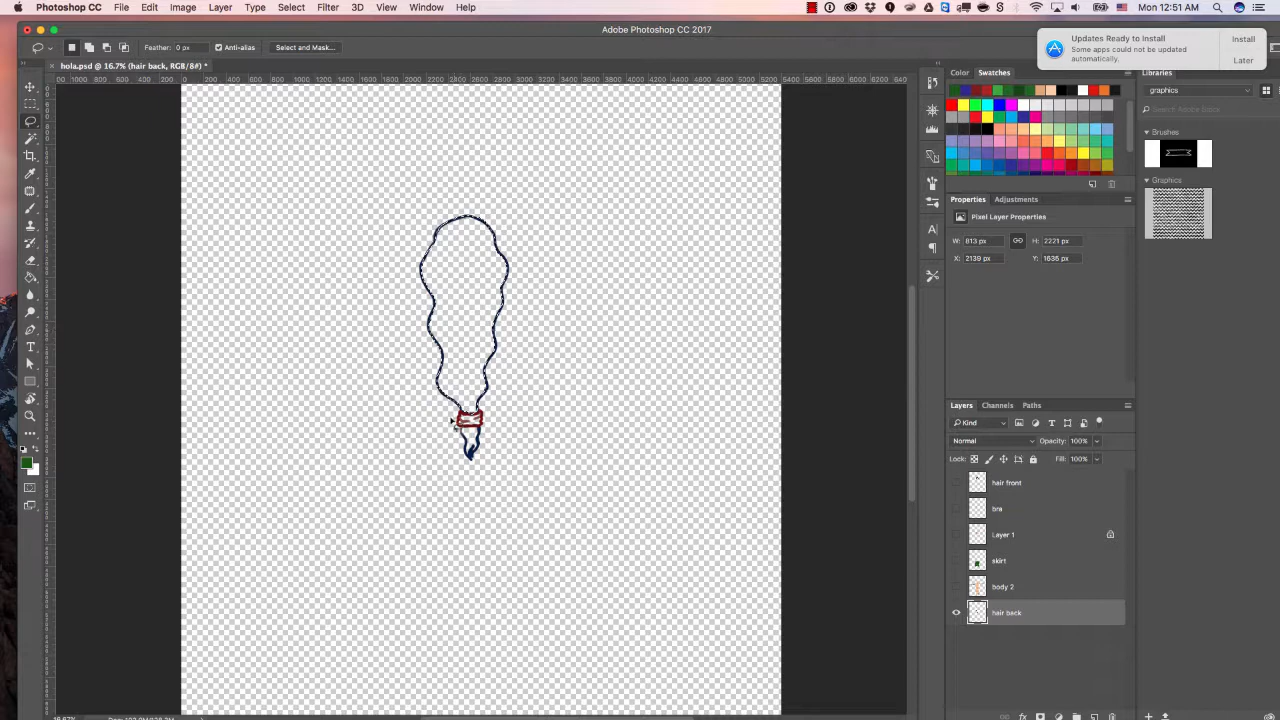 Photoshop CC File Edit Image Layer Type Select Filter 3D View Window Help
Mon 12:51 AM
Adobe Photoshop CC 2017
Feather: 0 px Anti-alias Select and Mask...
Updates Ready to Install
Some apps could not be updated automatically.
Install
Later
hola.psd @ 16.7% (hair back, RGB/8#) *
Color Swatches
Libraries
graphics
Search Adobe Stock
Brushes
Graphics
Properties Adjustments
Pixel Layer Properties
W: 813 px H: 2221 px
X: 2139 px Y: 1636 px
Layers Channels Paths
Kind
Normal Opacity: 100%
Lock: Fill: 100%
hair front
bra
Layer 1
skirt
body 2
hair back